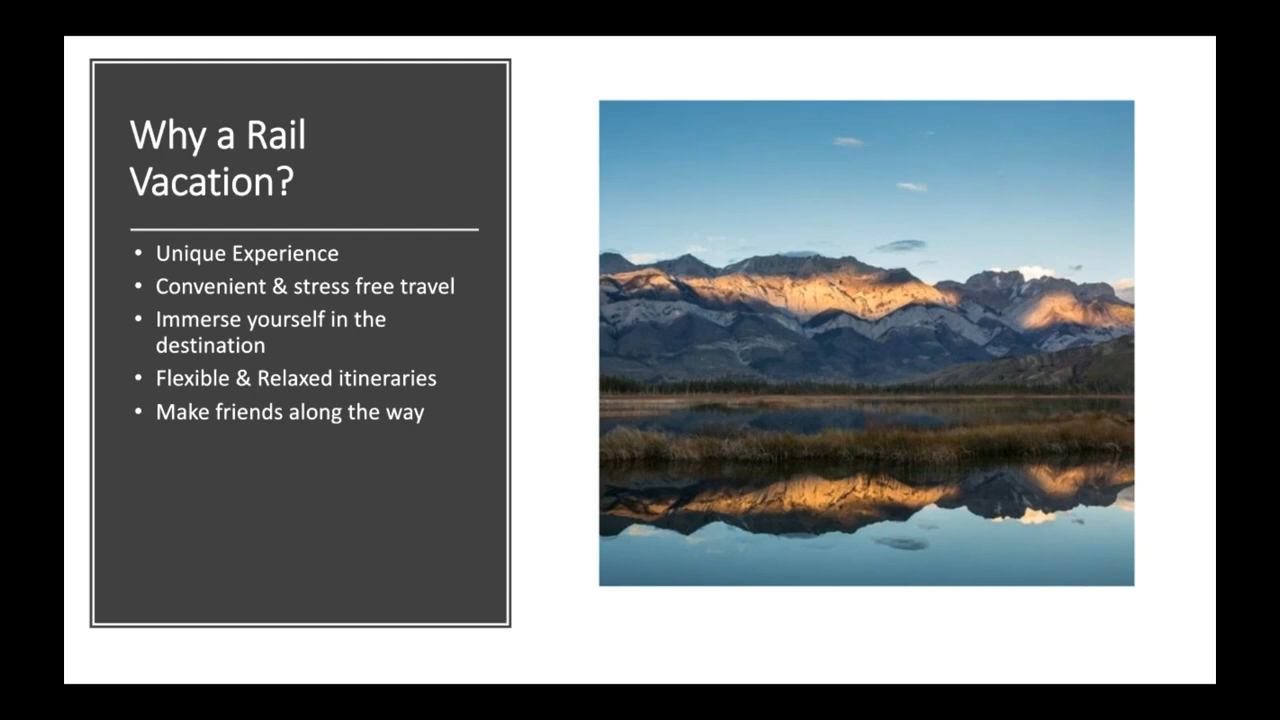 Why a Rail
Vacation?
• Unique Experience
• Convenient & stress free travel
• Immerse yourself in the
destination
• Flexible & Relaxed itineraries
• Make friends along the way